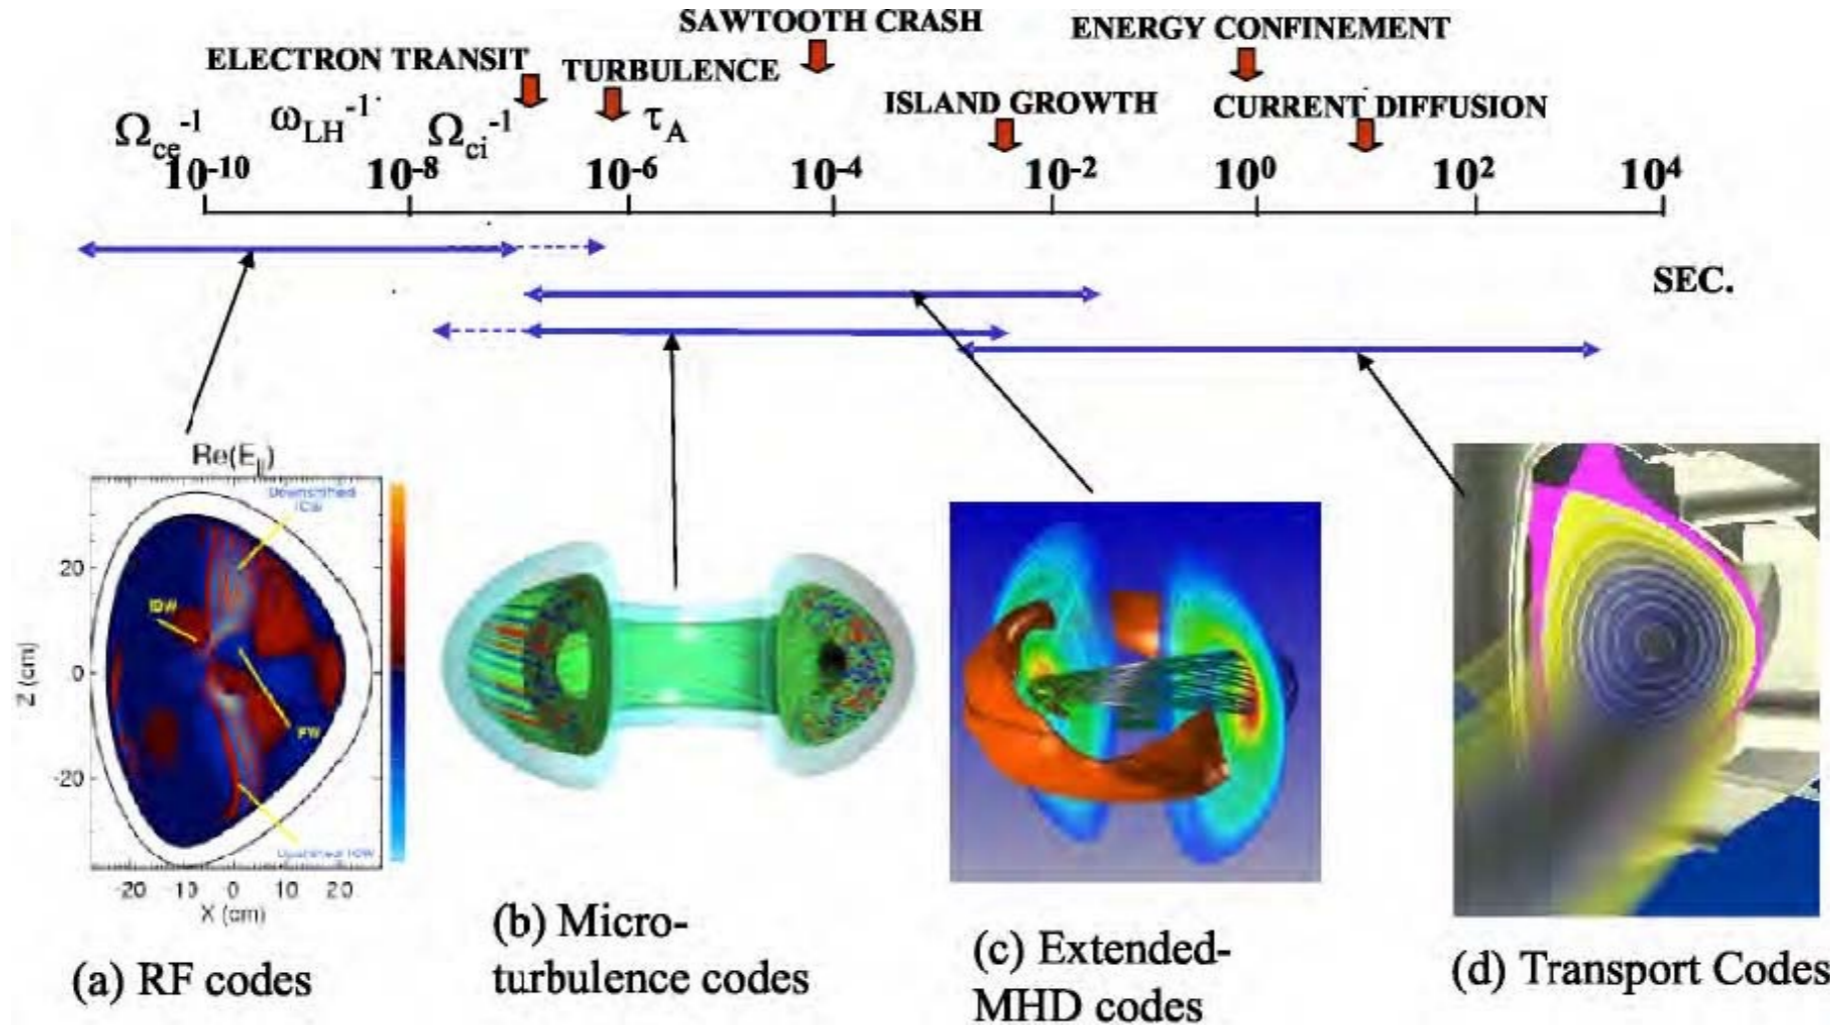 SAWTOOTH CRASH
ENERGY CONFINEMENT
ELECTRON TRANSIT
TURBULENCE
ISLAND GROWTH
CURRENT DIFFUSION
Ω_ce^-1 ω_LH^-1 Ω_ci^-1 τ_A
10^-10 10^-8 10^-6 10^-4 10^-2 10^0 10^2 10^4
SEC.
Re(E_||)
Downshifted
ICW
20
IBW
0
FW
-20
Z (cm)
-20 10 0 10 20
X (cm)
(a) RF codes
(b) Micro-
turbulence codes
(c) Extended-
MHD codes
(d) Transport Codes